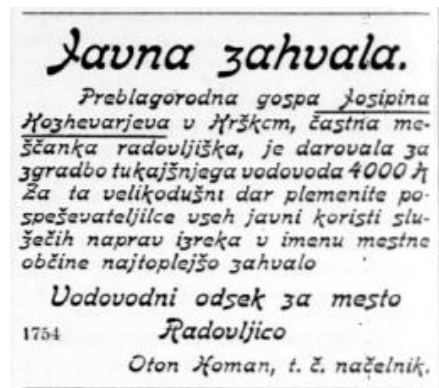 Javna zahvala.
Preblagorodna gospa Josipina
Hozhevarjeva v Krškem, častna me-
ščanka radovljiška, je darovala za
zgradbo tukajšnjega vodovoda 4000 K
Za ta velikodušni dar plemenite po-
speševateljilce vseh javni koristi slu-
žečih naprav izreka v imenu mestne
občine najtoplejšo zahvalo
Vodovodni odsek za mesto
1754 Radovljico
Oton Homan, t. č. načelnik.